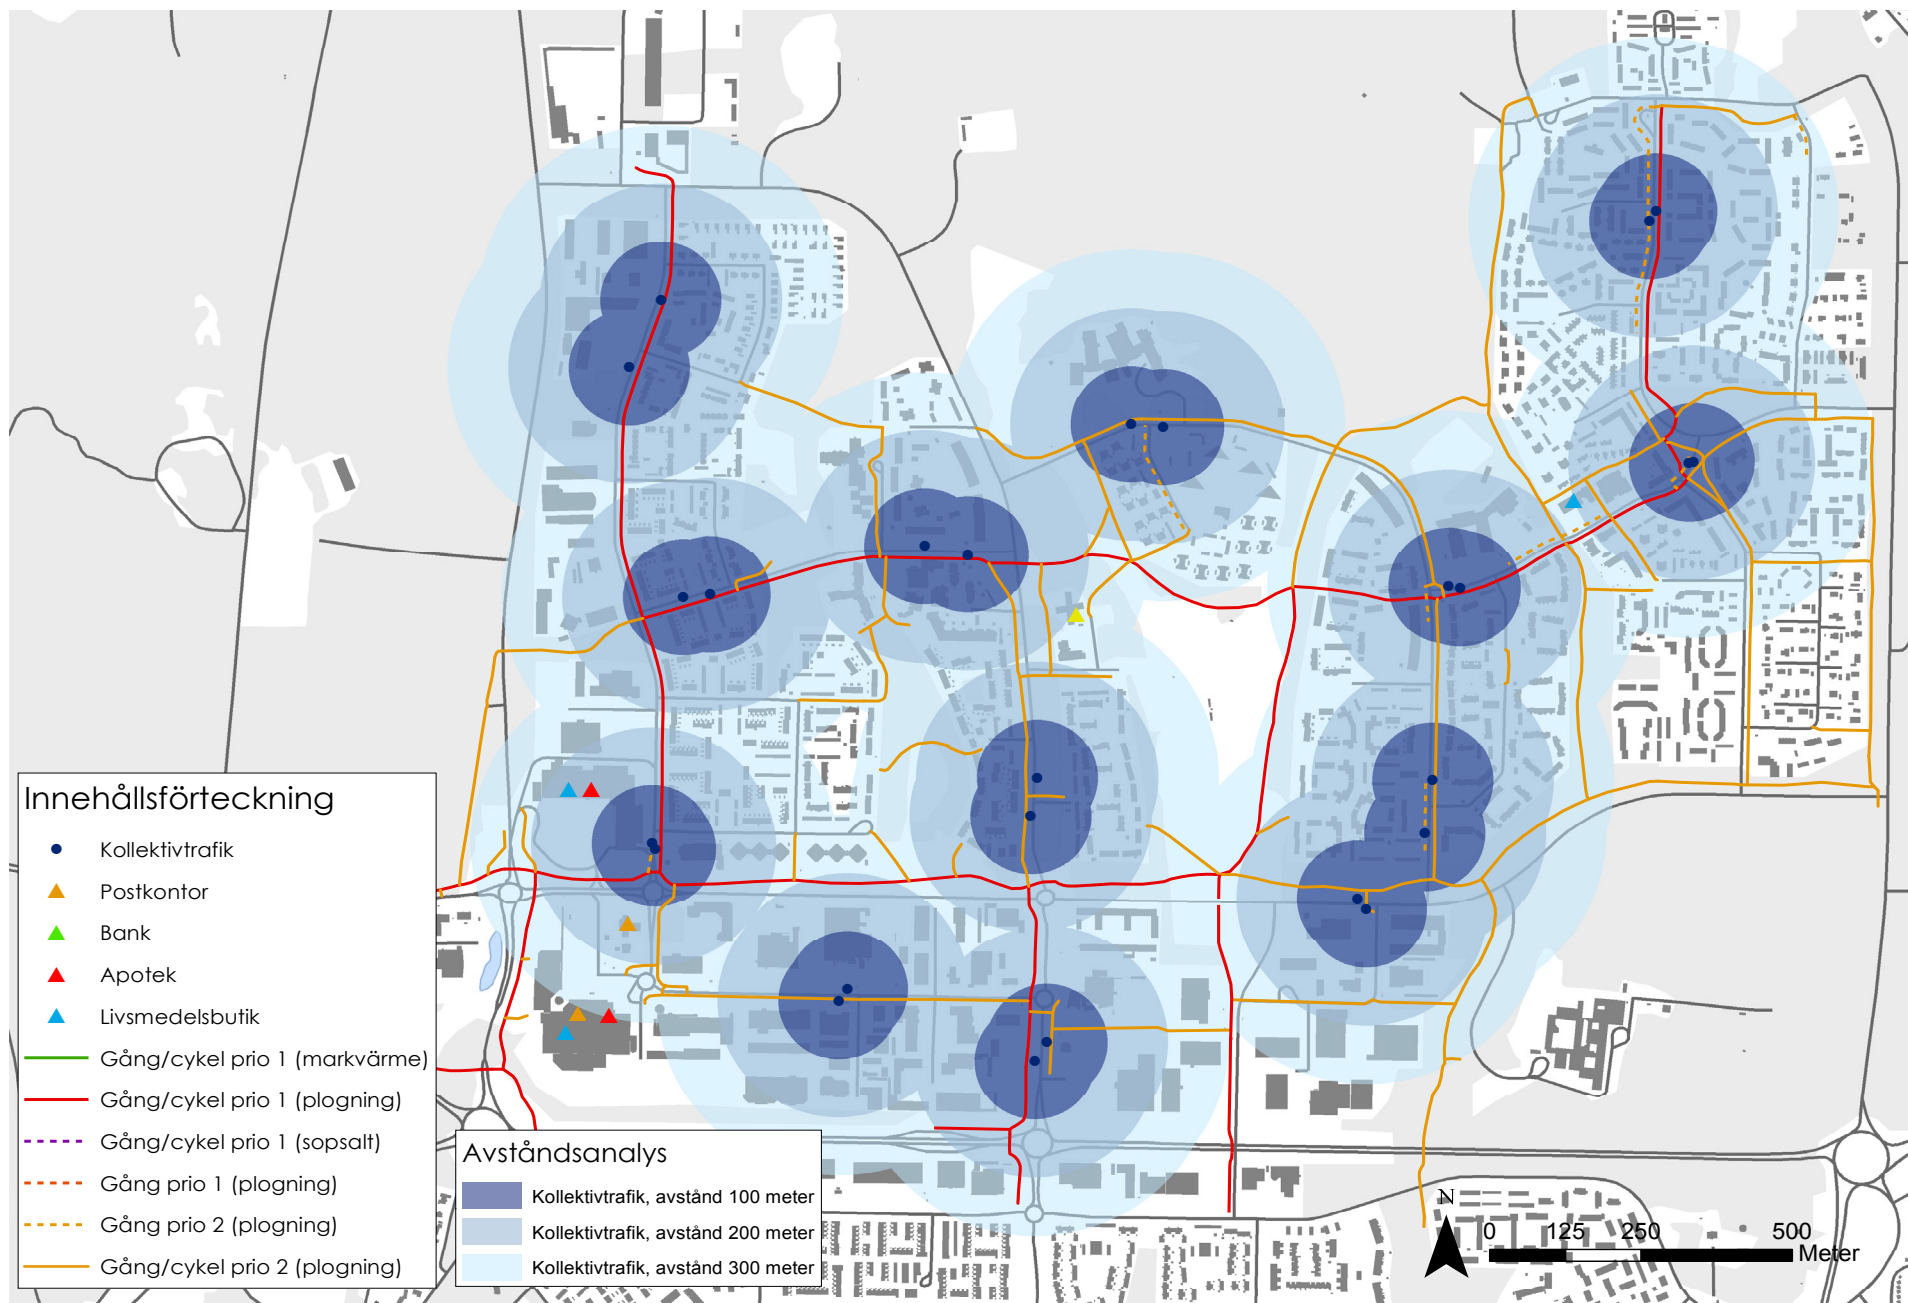 Innehållsförteckning
Kollektivtrafik
Postkontor
Bank
Apotek
Livsmedelsbutik
Gång/cykel prio 1 (markvärme)
Gång/cykel prio 1 (plogning)
Gång/cykel prio 1 (sopsalt)
Gång prio 1 (plogning)
Gång prio 2 (plogning)
Gång/cykel prio 2 (plogning)
Avståndsanalys
Kollektivtrafik, avstånd 100 meter
Kollektivtrafik, avstånd 200 meter
Kollektivtrafik, avstånd 300 meter
N
0 125 250 500
Meter